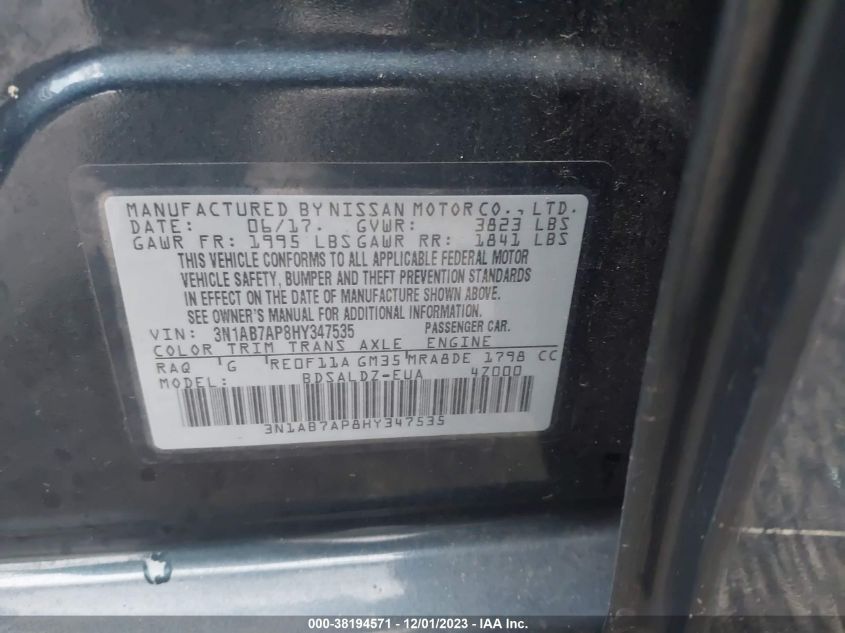 MANUFACTURED BY NISSAN MOTOR CO., LTD.
DATE: 06/17. GVWR: 3823 LBS
GAWR FR: 1995 LBS GAWR RR: 1841 LBS
THIS VEHICLE CONFORMS TO ALL APPLICABLE FEDERAL MOTOR
VEHICLE SAFETY, BUMPER AND THEFT PREVENTION STANDARDS
IN EFFECT ON THE DATE OF MANUFACTURE SHOWN ABOVE.
SEE OWNER'S MANUAL FOR ADDITIONAL INFORMATION.
VIN: 3N1AB7AP8HY347535 PASSENGER CAR.
COLOR TRIM TRANS AXLE ENGINE
RAQ G RE0F11A GM35 MRA8DE 1798 CC
MODEL: BDSALDZ-EUA 4Z000
3N1AB7AP8HY347535
000-38194571 - 12/01/2023 - IAA Inc.